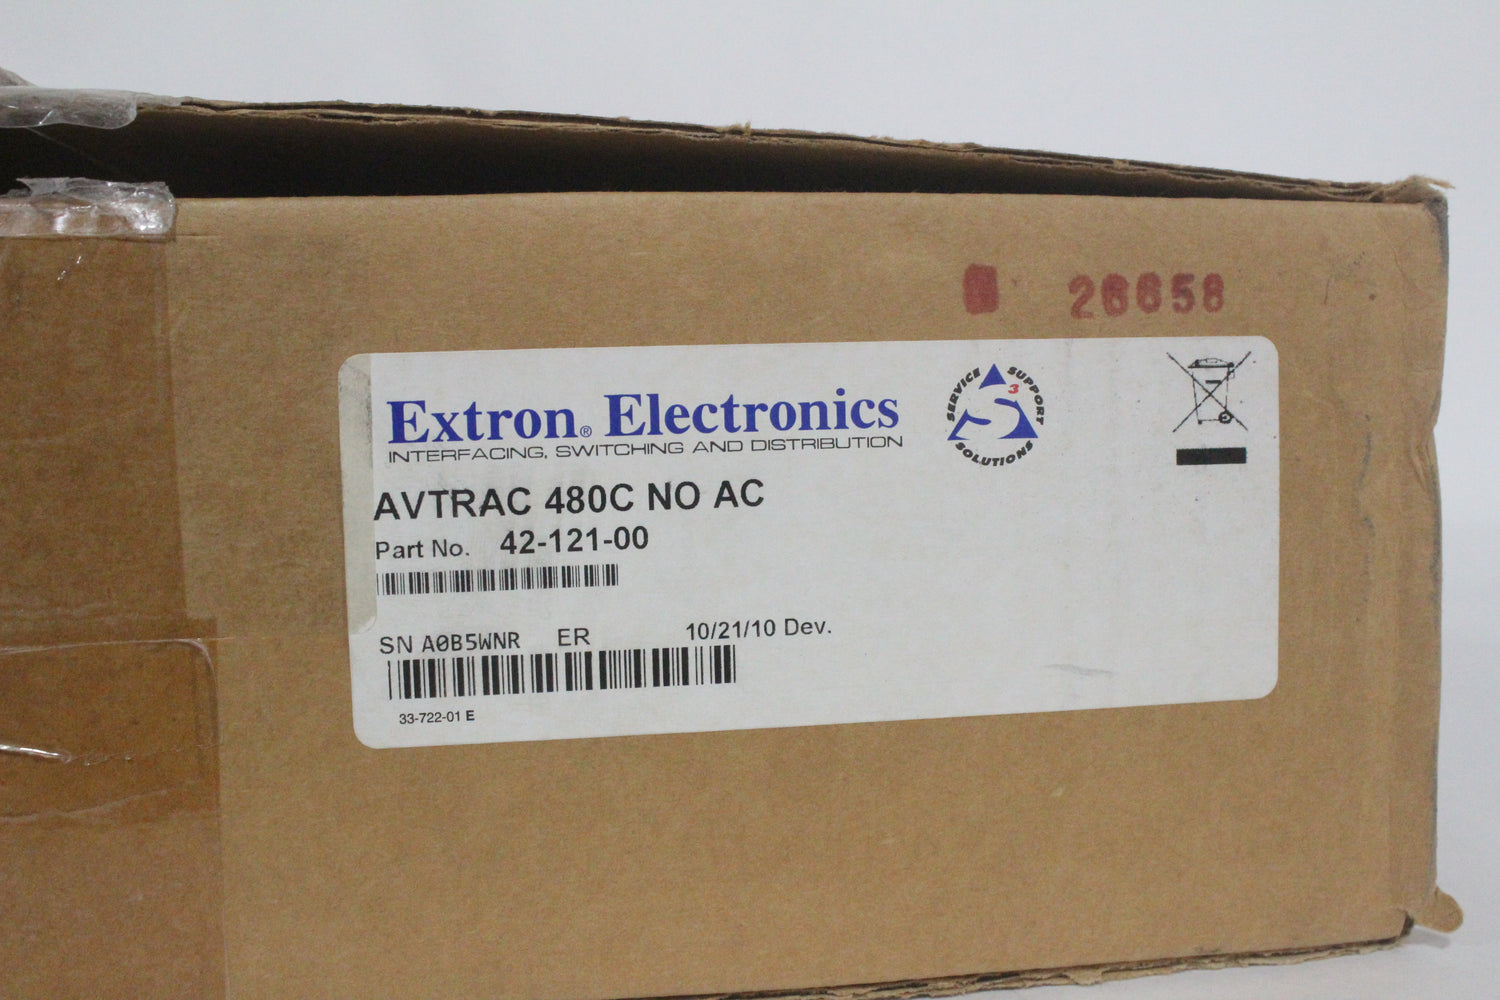 26658
Extron® Electronics
INTERFACING, SWITCHING AND DISTRIBUTION
SERVICE SUPPORT SOLUTIONS
S3
AVTRAC 480C NO AC
Part No. 42-121-00
SN A0B5WNR ER 10/21/10 Dev.
33-722-01 E